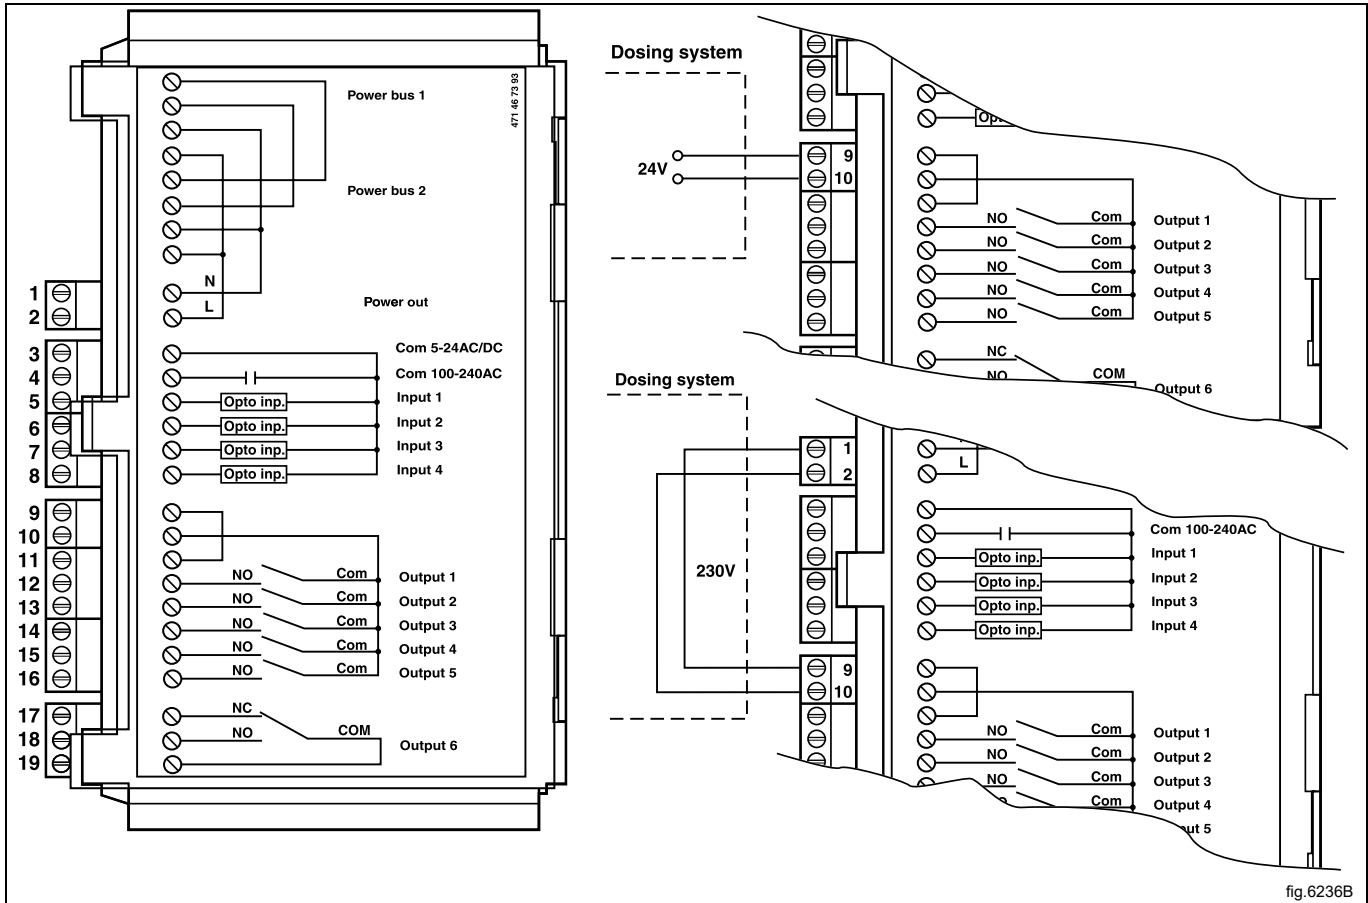 471 46 73 93
Power bus 1
Power bus 2
N
L
Power out
Com 5-24AC/DC
Com 100-240AC
Opto inp. Input 1
Opto inp. Input 2
Opto inp. Input 3
Opto inp. Input 4
NO Com Output 1
NO Com Output 2
NO Com Output 3
NO Com Output 4
NO Com Output 5
NC
NO COM Output 6
1
2
3
4
5
6
7
8
9
10
11
12
13
14
15
16
17
18
19
Dosing system
24V
9
10
NO Com Output 1
NO Com Output 2
NO Com Output 3
NO Com Output 4
NO Com Output 5
NC
NO COM Output 6
Dosing system
230V
1
2
L
Com 100-240AC
Opto inp. Input 1
Opto inp. Input 2
Opto inp. Input 3
Opto inp. Input 4
9
10
NO Com Output 1
NO Com Output 2
NO Com Output 3
Com Output 4
5
fig.6236B